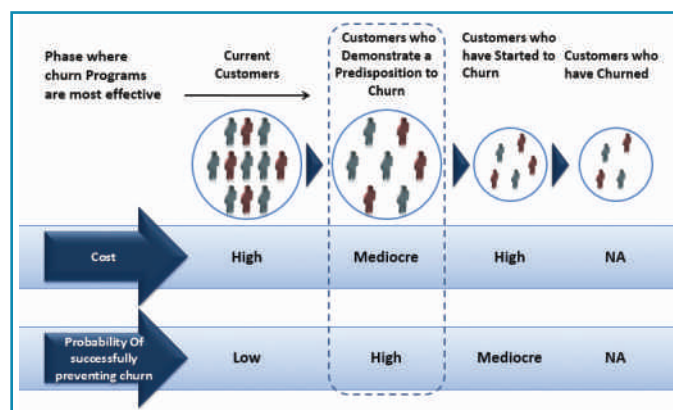 Phase where
churn Programs
are most effective
Current
Customers
Customers who
Demonstrate a
Predisposition to
Churn
Customers who
have Started to
Churn
Customers who
have Churned
Cost
High
Mediocre
High
NA
Probability Of
successfully
preventing churn
Low
High
Mediocre
NA